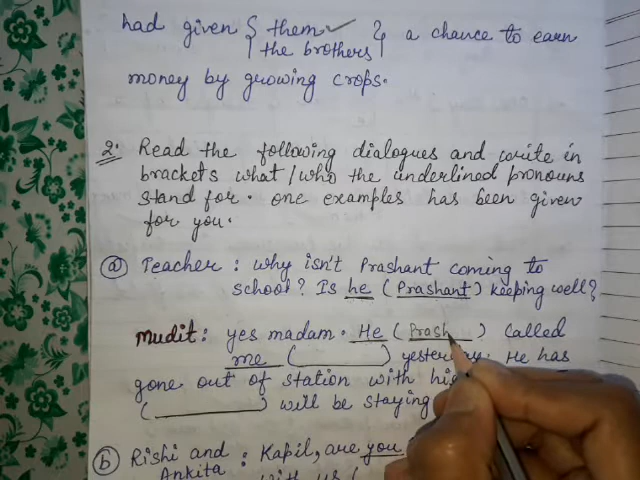 had given { them ✓ } a chance to earn
the brothers
money by growing crops.
2. Read the following dialogues and write in
brackets what / who the underlined pronouns
stand for. one examples has been given
for you.
(a) Teacher : why isn't Prashant coming to
school? Is he (Prashant) keeping well?
Mudit : yes madam. He (Prash ) called
me ( ) yesterday. He has
gone out of station with his
( ) will be staying
(b) Rishi and : Kapil, are you
Ankita with us (